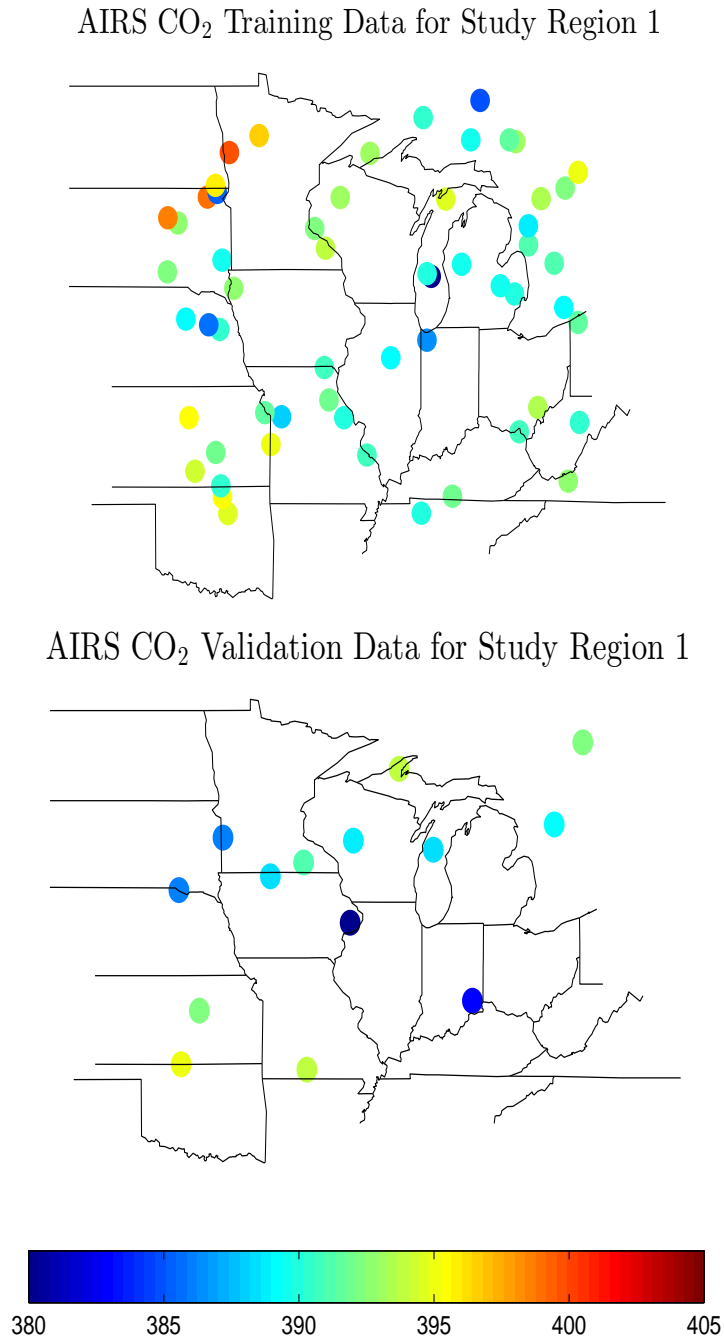 AIRS CO₂ Training Data for Study Region 1
AIRS CO₂ Validation Data for Study Region 1
380 385 390 395 400 405